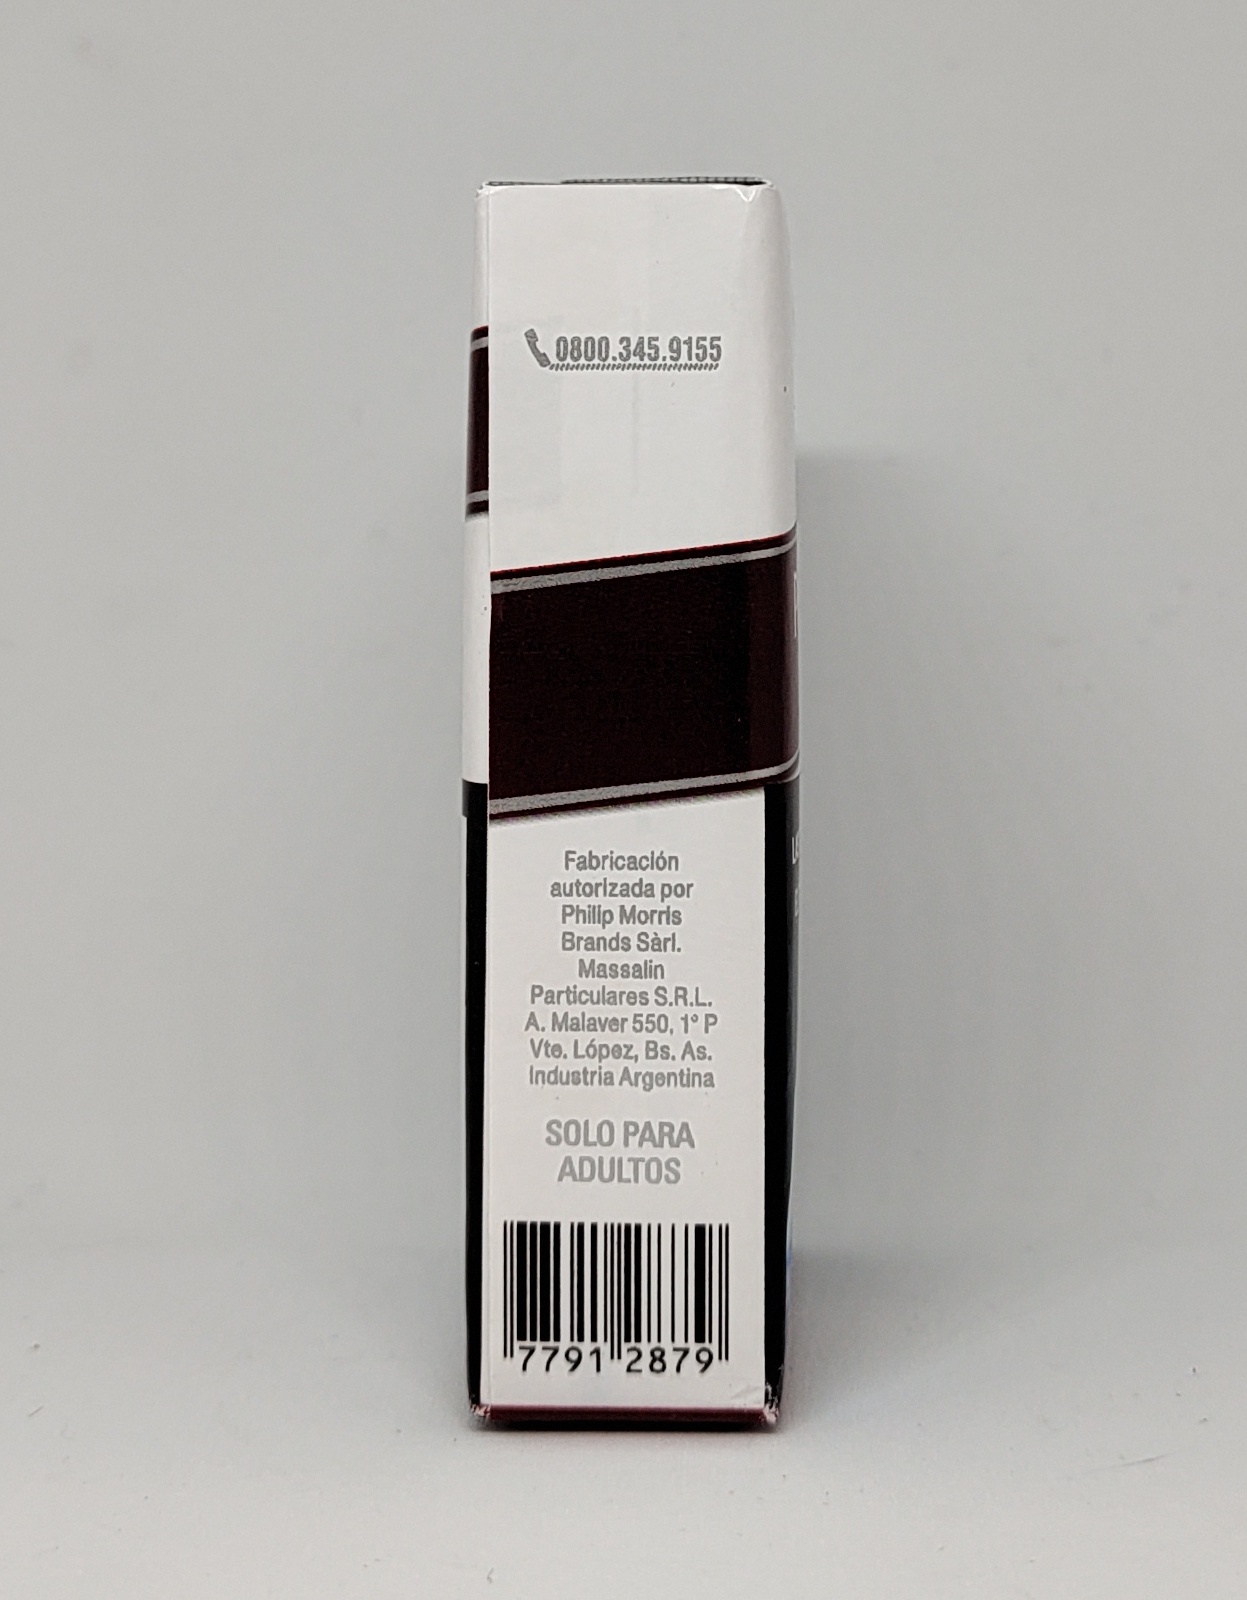 0800.345.9155
Fabricación
autorizada por
Philip Morris
Brands Sàrl.
Massalin
Particulares S.R.L.
A. Malaver 550, 1° P
Vte. López, Bs. As.
Industria Argentina
SOLO PARA
ADULTOS
7791 2879